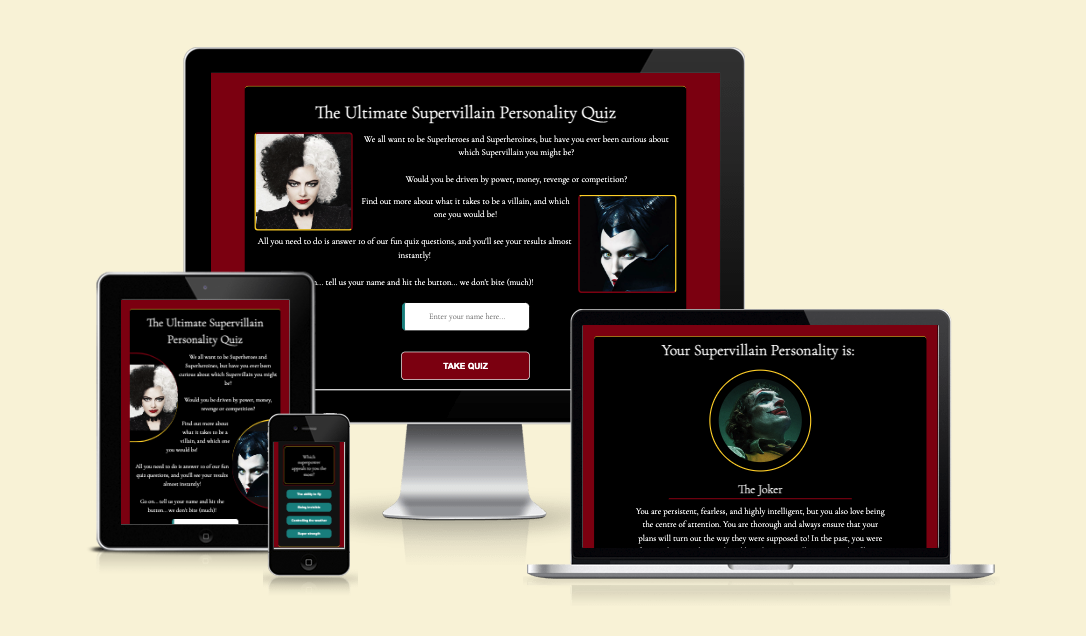 The Ultimate Supervillain Personality Quiz
We all want to be Superheroes and Superheroines, but have you ever been curious about
which Supervillain you might be?
Would you be driven by power, money, revenge or competition?
Find out more about what it takes to be a villain, and which
one you would be!
All you need to do is answer 10 of our fun quiz questions, and you'll see your results almost
instantly!
... tell us your name and hit the button... we don't bite (much)!
Enter your name here...
TAKE QUIZ
The Ultimate Supervillain
Personality Quiz
We all want to be Superheroes and
Superheroines, but have you ever been
curious about which Supervillain you might
be?
Would you be driven by power, money,
revenge or competition?
Find out more about
what it takes to be a
villain, and which one
you would be!
All you need to do is answer 10 of our fun
quiz questions, and you'll see your results
almost instantly!
Go on... tell us your name and hit the
button... we don't bite (much)!
Which
superpower
appeals to you the
most?
The ability to fly
Being invisible
Controlling the weather
Super strength
Your Supervillain Personality is:
The Joker
You are persistent, fearless, and highly intelligent, but you also love being
the centre of attention. You are thorough and always ensure that your
plans will turn out the way they were supposed to! In the past, you were